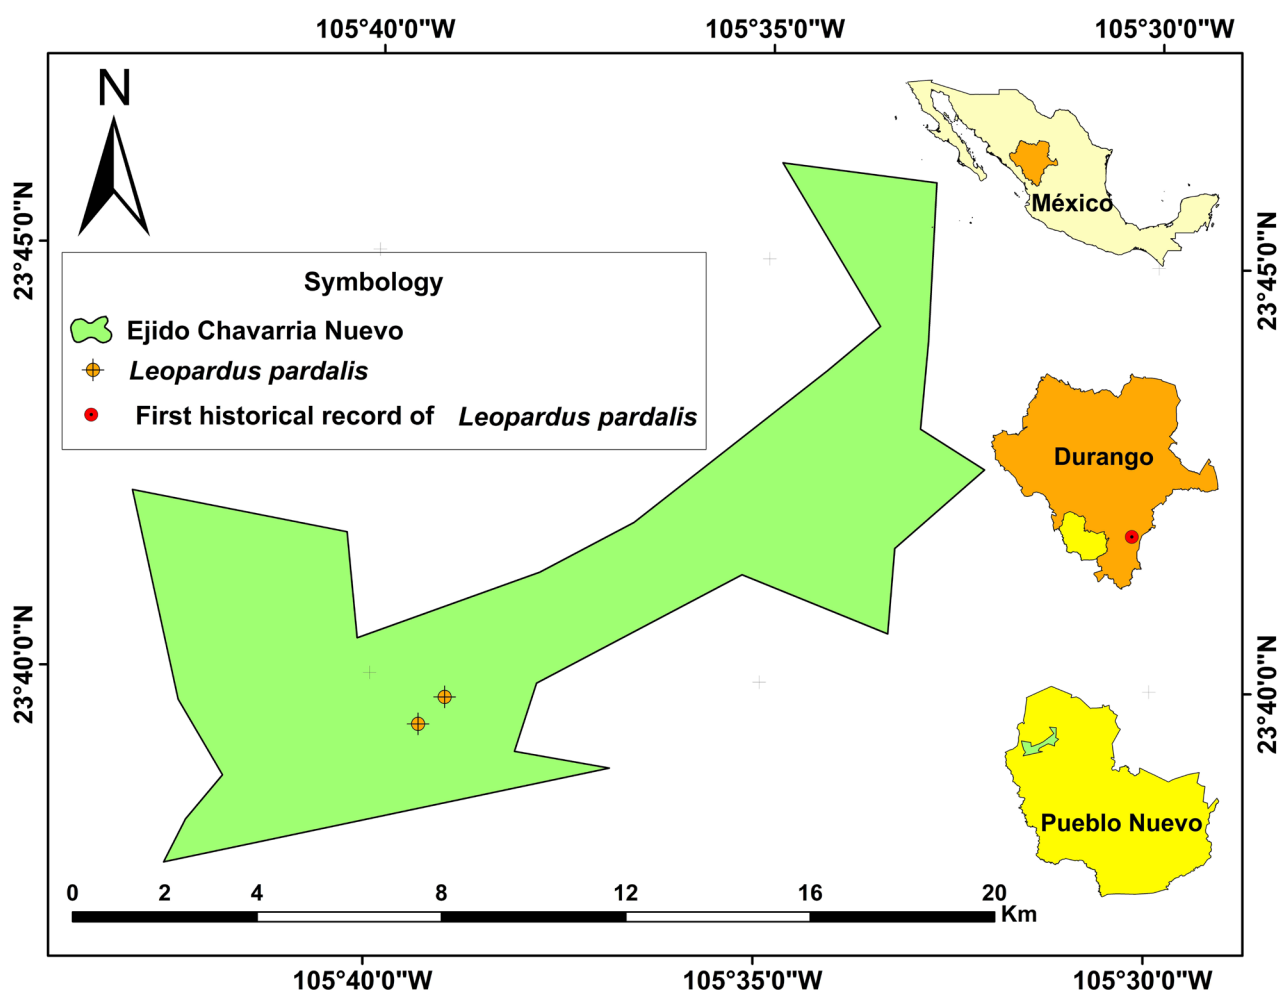 105°40'0"W
105°35'0"W
105°30'0"W
N
México
23°45'0"N
23°45'0"N
Symbology
Ejido Chavarria Nuevo
Leopardus pardalis
First historical record of Leopardus pardalis
Durango
23°40'0"N
23°40'0"N
Pueblo Nuevo
0 2 4 8 12 16 20
Km
105°40'0"W
105°35'0"W
105°30'0"W